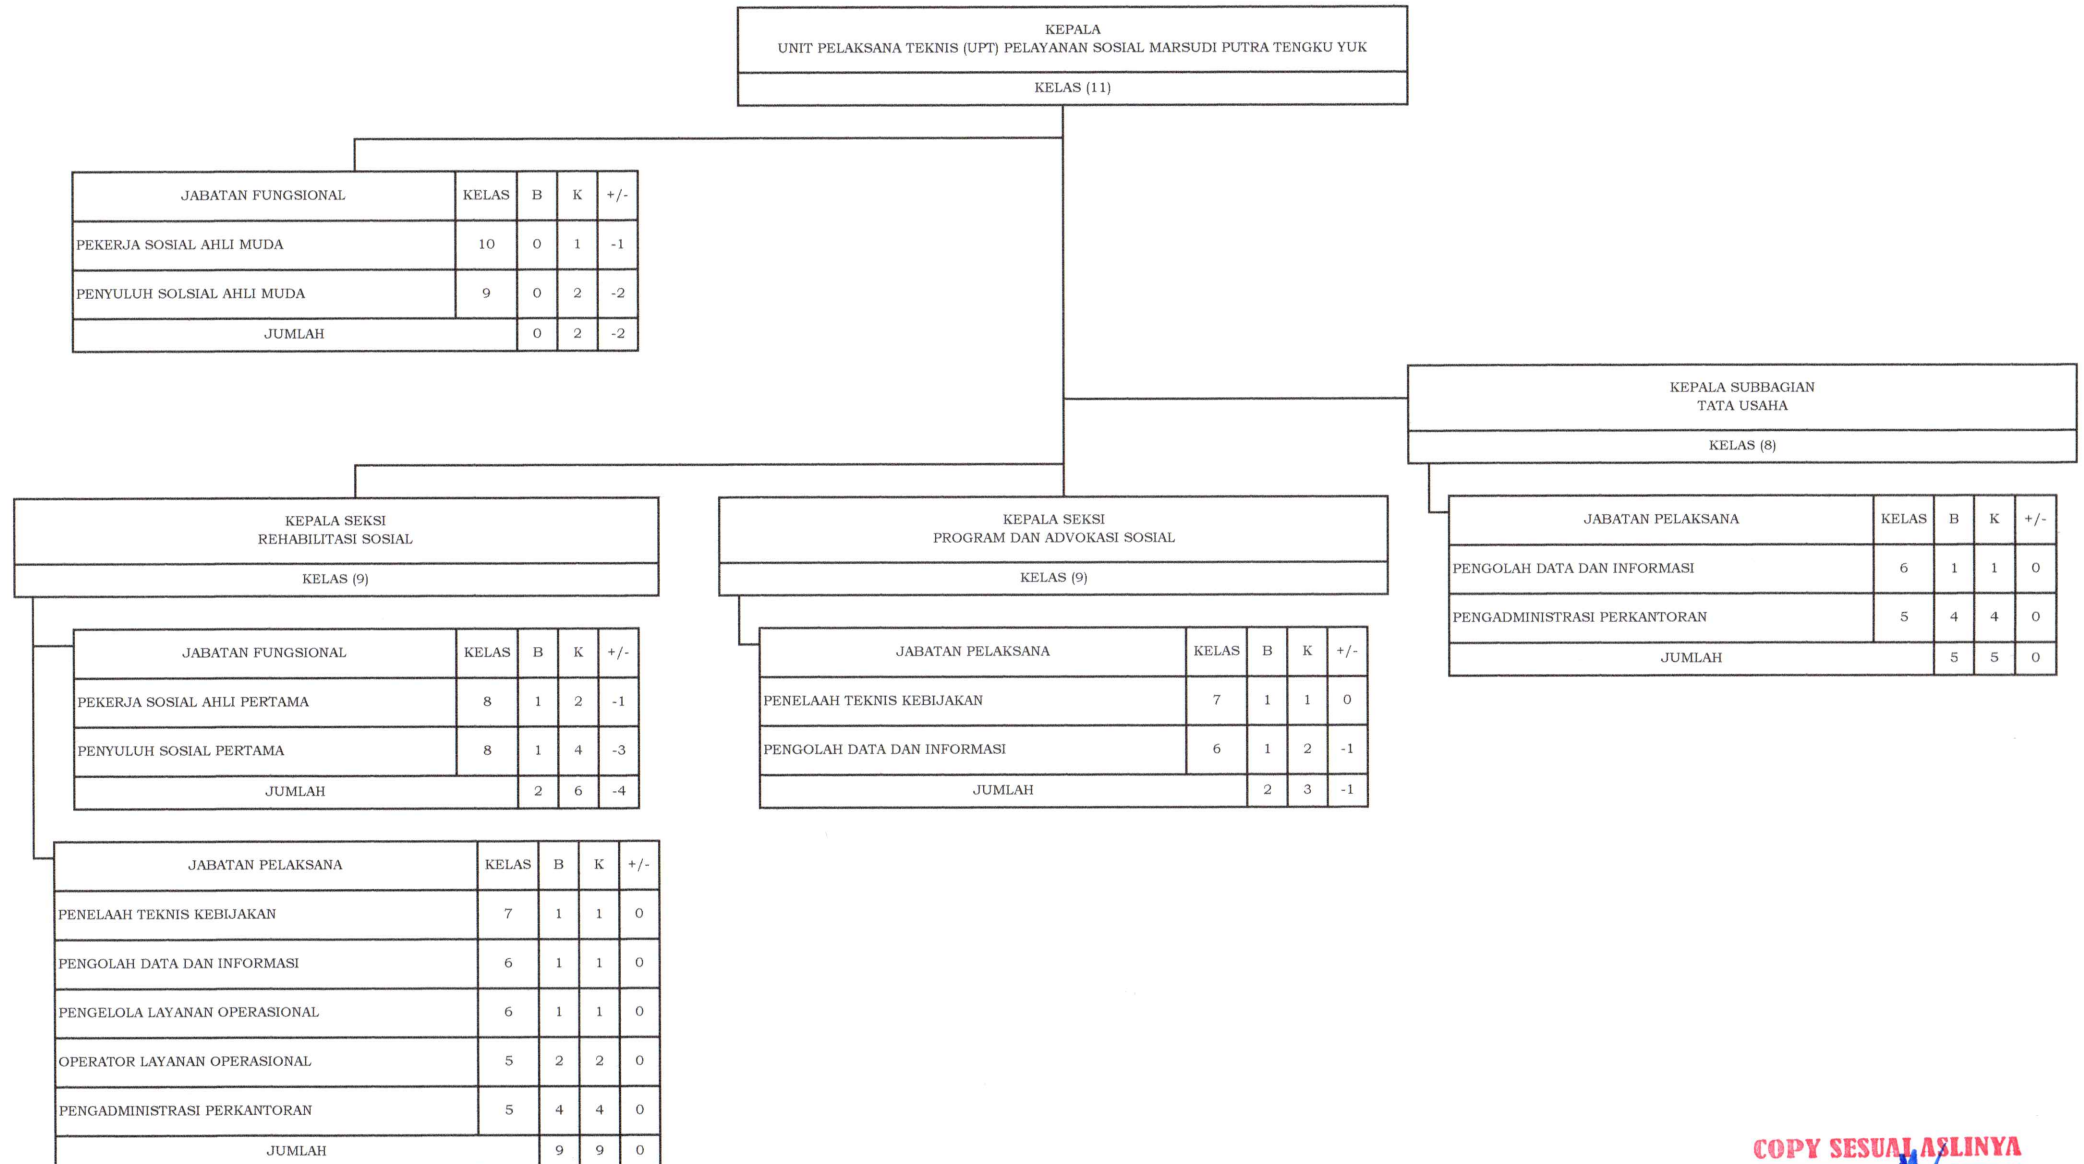 KEPALA
UNIT PELAKSANA TEKNIS (UPT) PELAYANAN SOSIAL MARSUDI PUTRA TENGKU YUK
KELAS (11)
JABATAN FUNGSIONAL KELAS B K +/-
PEKERJA SOSIAL AHLI MUDA 10 0 1 -1
PENYULUH SOLSIAL AHLI MUDA 9 0 2 -2
JUMLAH 0 2 -2
KEPALA SUBBAGIAN
TATA USAHA
KELAS (8)
JABATAN PELAKSANA KELAS B K +/-
PENGOLAH DATA DAN INFORMASI 6 1 1 0
PENGADMINISTRASI PERKANTORAN 5 4 4 0
JUMLAH 5 5 0
KEPALA SEKSI
REHABILITASI SOSIAL
KELAS (9)
JABATAN FUNGSIONAL KELAS B K +/-
PEKERJA SOSIAL AHLI PERTAMA 8 1 2 -1
PENYULUH SOSIAL PERTAMA 8 1 4 -3
JUMLAH 2 6 -4
JABATAN PELAKSANA KELAS B K +/-
PENELAAH TEKNIS KEBIJAKAN 7 1 1 0
PENGOLAH DATA DAN INFORMASI 6 1 1 0
PENGELOLA LAYANAN OPERASIONAL 6 1 1 0
OPERATOR LAYANAN OPERASIONAL 5 2 2 0
PENGADMINISTRASI PERKANTORAN 5 4 4 0
JUMLAH 9 9 0
KEPALA SEKSI
PROGRAM DAN ADVOKASI SOSIAL
KELAS (9)
JABATAN PELAKSANA KELAS B K +/-
PENELAAH TEKNIS KEBIJAKAN 7 1 1 0
PENGOLAH DATA DAN INFORMASI 6 1 2 -1
JUMLAH 2 3 -1
COPY SESUAI ASLINYA